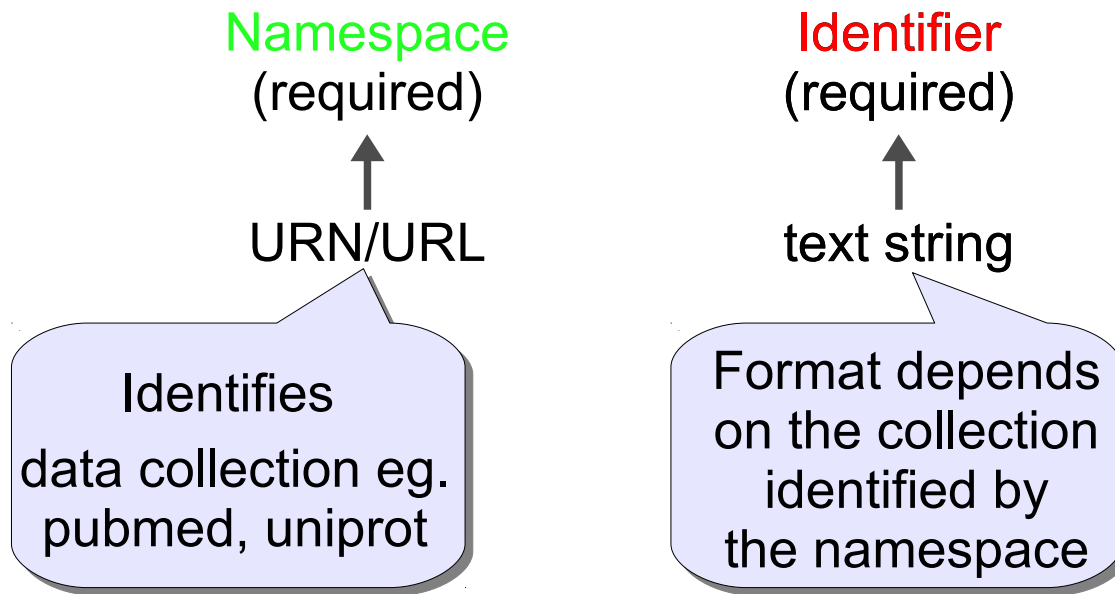 Namespace
(required)
URN/URL
Identifies
data collection eg.
pubmed, uniprot
Identifier
(required)
text string
Format depends
on the collection
identified by
the namespace